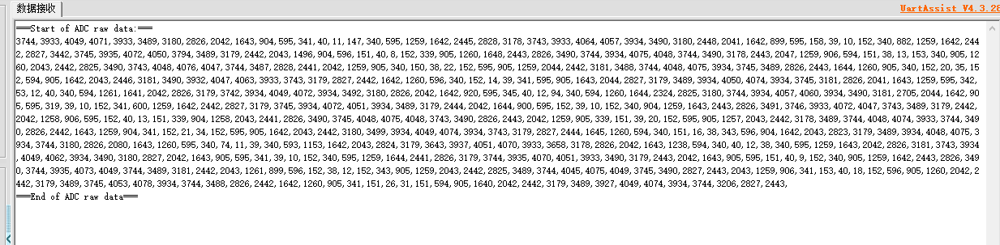 数据接收
UartAssist V4.3.28
===Start of ADC raw data:===
3744, 3933, 4049, 4071, 3933, 3489, 3180, 2826, 2042, 1643, 904, 595, 341, 40, 11, 147, 340, 595, 1259, 1642, 2445, 2828, 3178, 3743, 3933, 4064, 4057, 3934, 3490, 3180, 2448, 2041, 1642, 899, 595, 158, 39, 10, 152, 340, 882, 1259, 1642, 244
2, 2827, 3442, 3745, 3935, 4072, 4050, 3794, 3489, 3179, 2442, 2043, 1496, 904, 596, 151, 40, 8, 152, 339, 905, 1260, 1648, 2443, 2826, 3490, 3744, 3934, 4075, 4048, 3744, 3490, 3178, 2443, 2047, 1259, 906, 594, 151, 38, 13, 153, 340, 905, 12
60, 2043, 2442, 2825, 3490, 3743, 4048, 4076, 4047, 3744, 3487, 2828, 2441, 2042, 1259, 905, 340, 150, 38, 22, 152, 595, 905, 1259, 2044, 2442, 3181, 3488, 3744, 4048, 4075, 3934, 3745, 3489, 2826, 2443, 1644, 1260, 905, 340, 152, 20, 35, 15
2, 594, 905, 1642, 2043, 2446, 3181, 3490, 3932, 4047, 4063, 3933, 3743, 3179, 2827, 2442, 1642, 1260, 596, 340, 152, 14, 39, 341, 595, 905, 1643, 2044, 2827, 3179, 3489, 3934, 4050, 4074, 3934, 3745, 3181, 2826, 2041, 1643, 1259, 595, 342,
53, 12, 40, 340, 594, 1261, 1641, 2042, 2826, 3179, 3742, 3934, 4049, 4072, 3934, 3492, 3180, 2826, 2042, 1642, 920, 595, 345, 40, 12, 94, 340, 594, 1260, 1644, 2324, 2825, 3180, 3744, 3934, 4057, 4060, 3934, 3490, 3181, 2705, 2044, 1642, 90
5, 595, 319, 39, 10, 152, 341, 600, 1259, 1642, 2442, 2827, 3179, 3745, 3934, 4072, 4051, 3934, 3489, 3179, 2444, 2042, 1644, 900, 595, 152, 39, 10, 152, 340, 904, 1259, 1643, 2443, 2826, 3491, 3746, 3933, 4072, 4047, 3743, 3489, 3179, 2442,
2042, 1258, 906, 595, 152, 40, 13, 151, 339, 904, 1258, 2043, 2441, 2826, 3490, 3745, 4048, 4075, 4048, 3743, 3490, 2826, 2443, 2042, 1259, 905, 339, 151, 39, 20, 152, 595, 905, 1257, 2043, 2442, 3178, 3489, 3744, 4048, 4074, 3933, 3744, 349
0, 2826, 2442, 1643, 1259, 904, 341, 152, 21, 34, 152, 595, 905, 1642, 2043, 2442, 3180, 3499, 3934, 4049, 4074, 3934, 3743, 3179, 2827, 2444, 1645, 1260, 594, 340, 151, 16, 38, 343, 596, 904, 1642, 2043, 2823, 3179, 3489, 3934, 4048, 4075, 3
934, 3744, 3180, 2826, 2080, 1643, 1260, 595, 340, 74, 11, 39, 340, 593, 1153, 1642, 2043, 2824, 3179, 3643, 3937, 4051, 4070, 3933, 3658, 3178, 2826, 2042, 1643, 1238, 594, 340, 40, 12, 38, 340, 595, 1259, 1643, 2042, 2826, 3181, 3743, 3934
, 4049, 4062, 3934, 3490, 3180, 2827, 2042, 1643, 905, 595, 341, 39, 10, 152, 340, 595, 1259, 1644, 2441, 2826, 3179, 3744, 3935, 4070, 4051, 3933, 3490, 3179, 2443, 2042, 1643, 905, 595, 151, 40, 9, 152, 340, 905, 1259, 1642, 2443, 2826, 349
0, 3744, 3935, 4073, 4049, 3744, 3489, 3181, 2442, 2043, 1261, 899, 596, 152, 38, 12, 152, 343, 905, 1259, 2043, 2442, 2825, 3489, 3744, 4045, 4075, 4049, 3745, 3490, 2827, 2443, 2043, 1259, 906, 341, 153, 40, 18, 152, 596, 905, 1260, 2042, 2
442, 3179, 3489, 3745, 4053, 4078, 3934, 3744, 3488, 2826, 2442, 1642, 1260, 905, 341, 151, 26, 31, 151, 594, 905, 1640, 2042, 2442, 3179, 3489, 3927, 4049, 4074, 3934, 3744, 3206, 2827, 2443,
===End of ADC raw data===